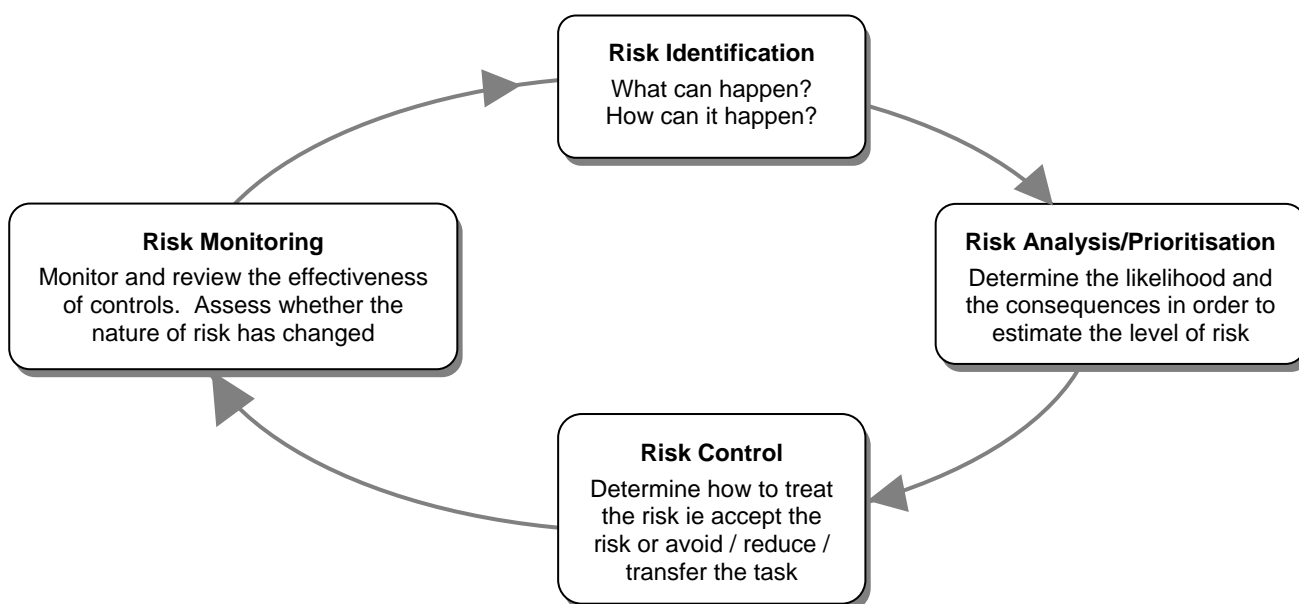 Risk Identification
What can happen?
How can it happen?
Risk Monitoring
Monitor and review the effectiveness
of controls.  Assess whether the
nature of risk has changed
Risk Analysis/Prioritisation
Determine the likelihood and
the consequences in order to
estimate the level of risk
Risk Control
Determine how to treat
the risk ie accept the
risk or avoid / reduce /
transfer the task